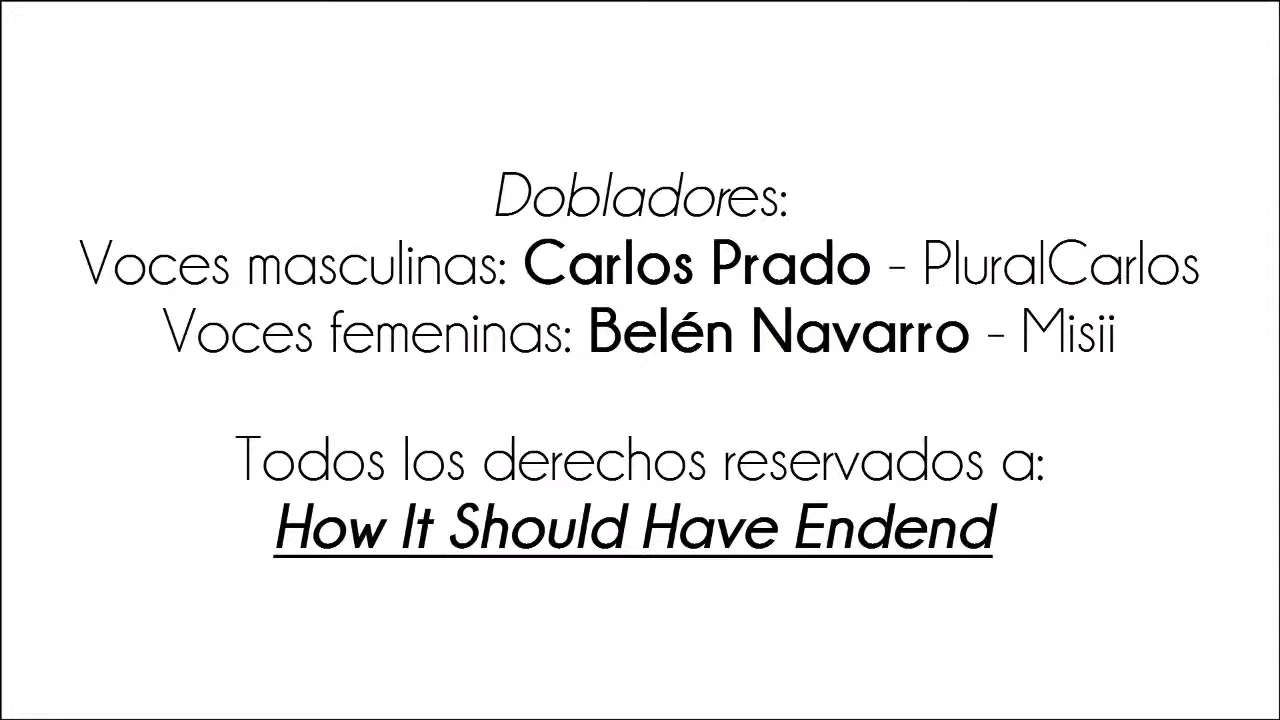 Dobladores:
Voces masculinas: Carlos Prado - PluralCarlos
Voces femeninas: Belén Navarro - Misii
Todos los derechos reservados a:
How It Should Have Endend